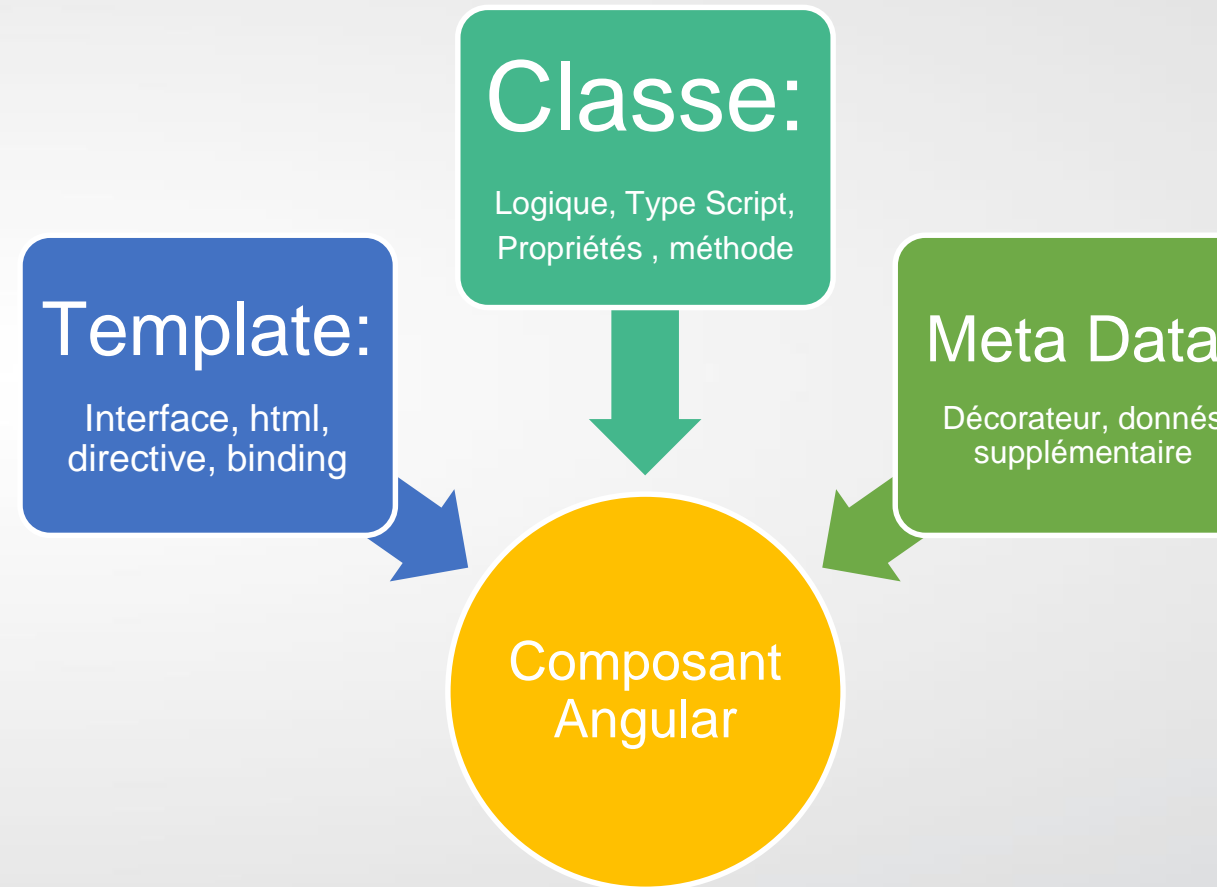 Classe:
Logique, Type Script,
Propriétés , méthode
Template:
Interface, html,
directive, binding
Meta Data
Décorateur, donnés
supplémentaire
Composant
Angular